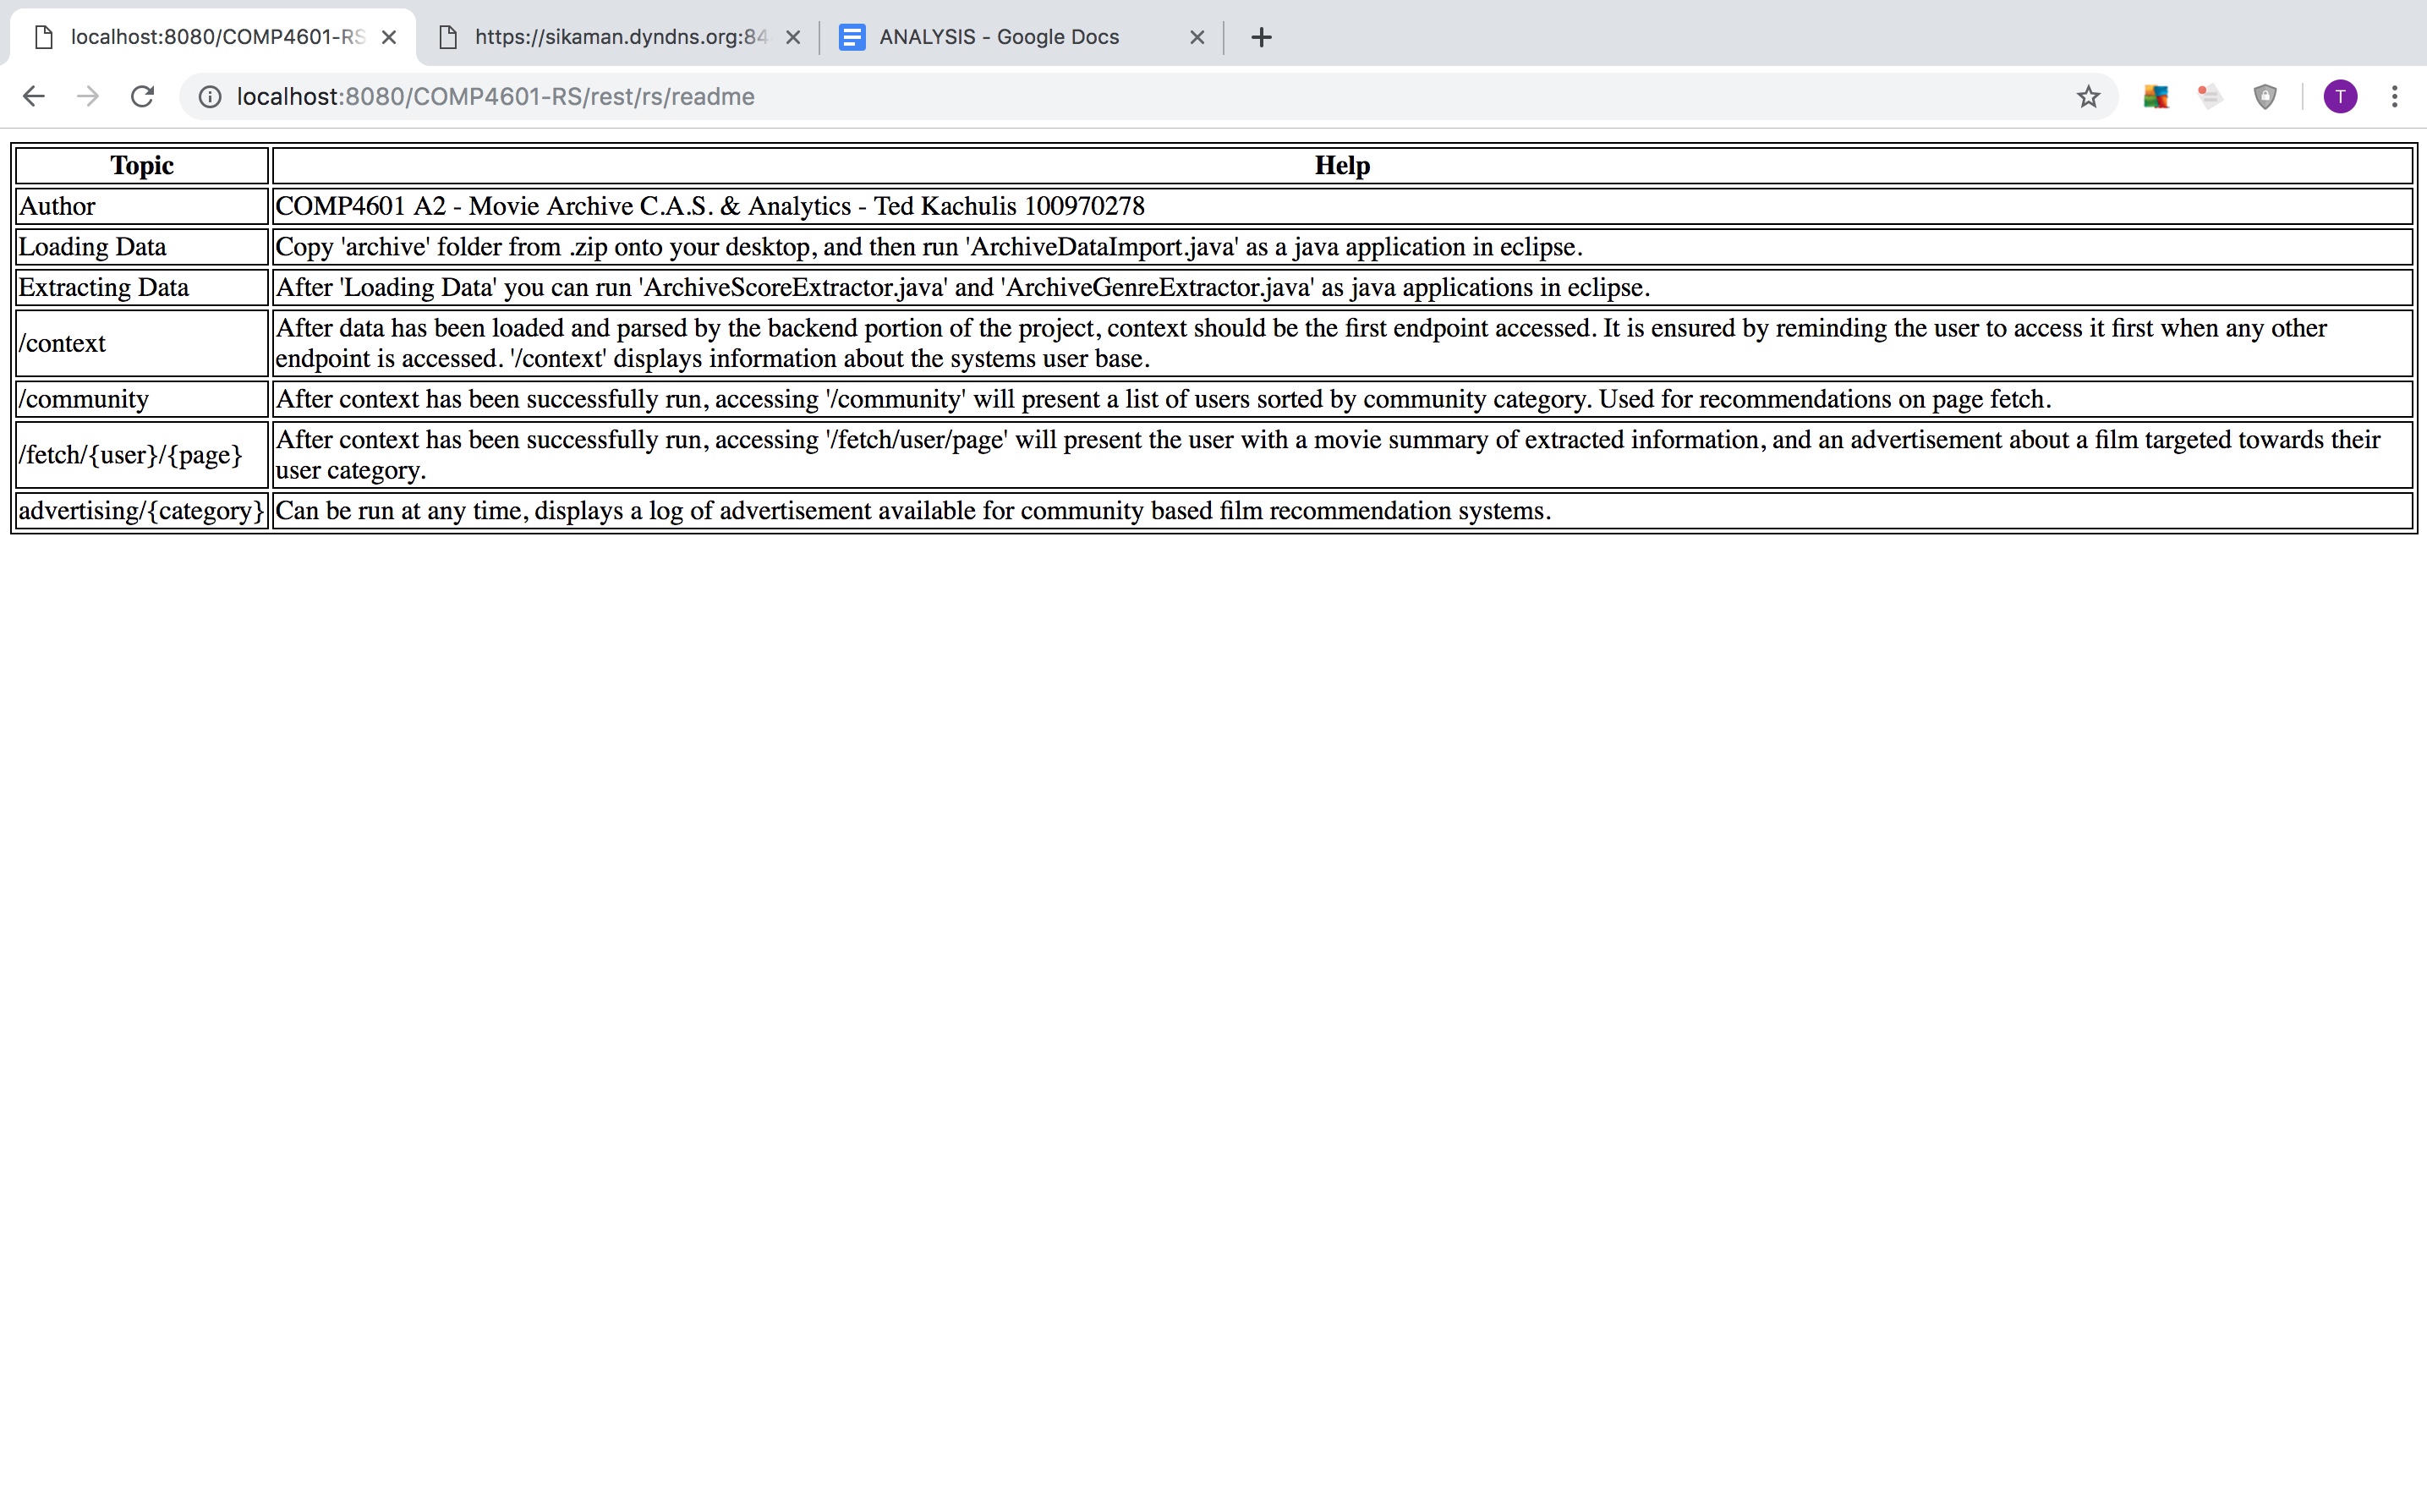 localhost:8080/COMP4601-RS
https://sikaman.dyndns.org:84
ANALYSIS - Google Docs
localhost:8080/COMP4601-RS/rest/rs/readme
T
Topic Help
Author COMP4601 A2 - Movie Archive C.A.S. & Analytics - Ted Kachulis 100970278
Loading Data Copy 'archive' folder from .zip onto your desktop, and then run 'ArchiveDataImport.java' as a java application in eclipse.
Extracting Data After 'Loading Data' you can run 'ArchiveScoreExtractor.java' and 'ArchiveGenreExtractor.java' as java applications in eclipse.
/context After data has been loaded and parsed by the backend portion of the project, context should be the first endpoint accessed. It is ensured by reminding the user to access it first when any other
endpoint is accessed. '/context' displays information about the systems user base.
/community After context has been successfully run, accessing '/community' will present a list of users sorted by community category. Used for recommendations on page fetch.
/fetch/{user}/{page} After context has been successfully run, accessing '/fetch/user/page' will present the user with a movie summary of extracted information, and an advertisement about a film targeted towards their
user category.
advertising/{category} Can be run at any time, displays a log of advertisement available for community based film recommendation systems.